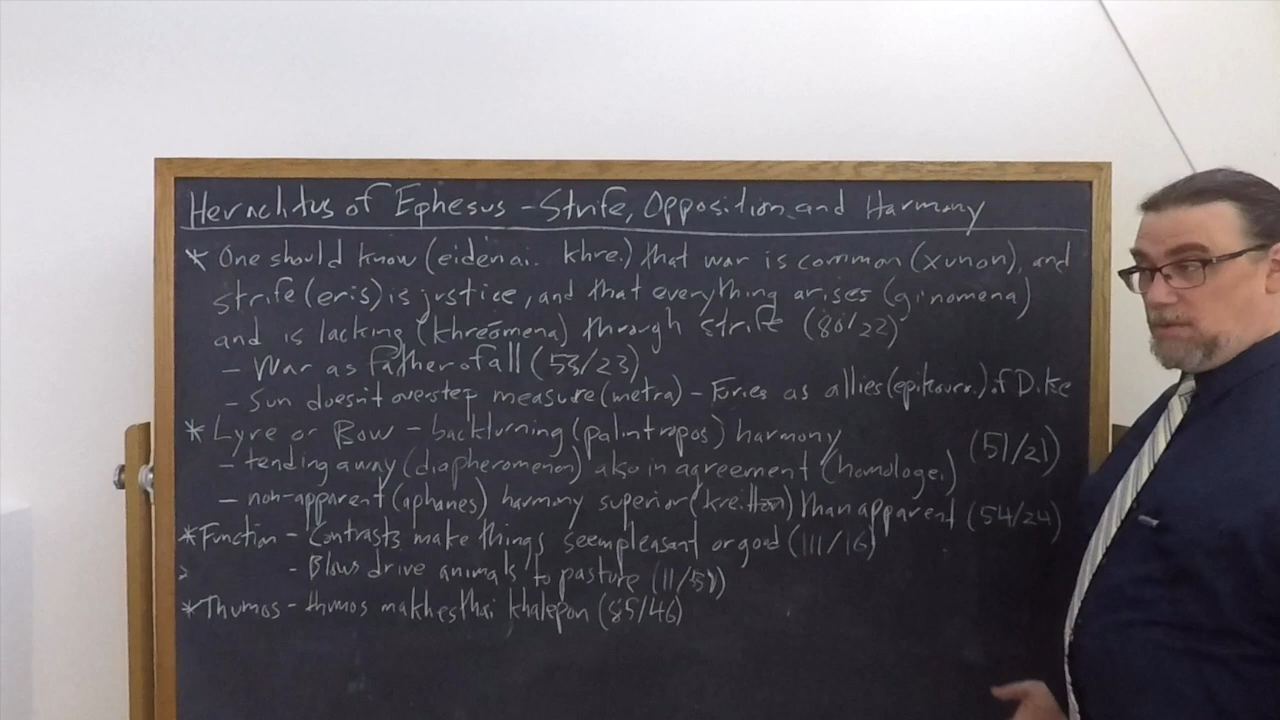 Heraclitus of Ephesus - Strife, Opposition, and Harmony
* One should know (eidenai.. khre.) that war is common (xunon), and
strife (eris) is justice, and that everything arises (ginomena)
and is lacking (khreōmena) through strife (80/22)
- War as father of all (53/23)
- Sun doesn't overstep measure (metra) - Furies as allies (epikouroi) of Dike
* Lyre or Bow - backturning (palintropos) harmony (51/21)
- tending away (diapheromenon) also in agreement (homologei)
- non-apparent (aphanes) harmony superior (kreitton) than apparent (54/24)
* Function - Contrasts make things seem pleasant or good (111/16)
- Blows drive animals to pasture (11/
* Thumos - thumos makhesthai khalepon (85/46)